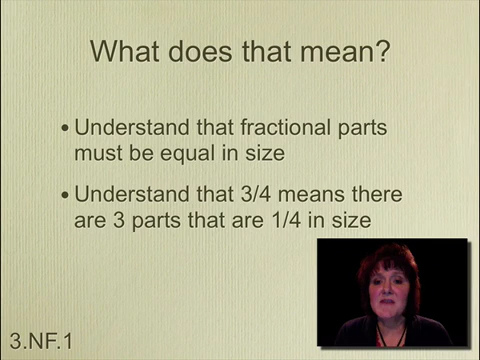 What does that mean?
• Understand that fractional parts
must be equal in size
• Understand that 3/4 means there
are 3 parts that are 1/4 in size
3.NF.1